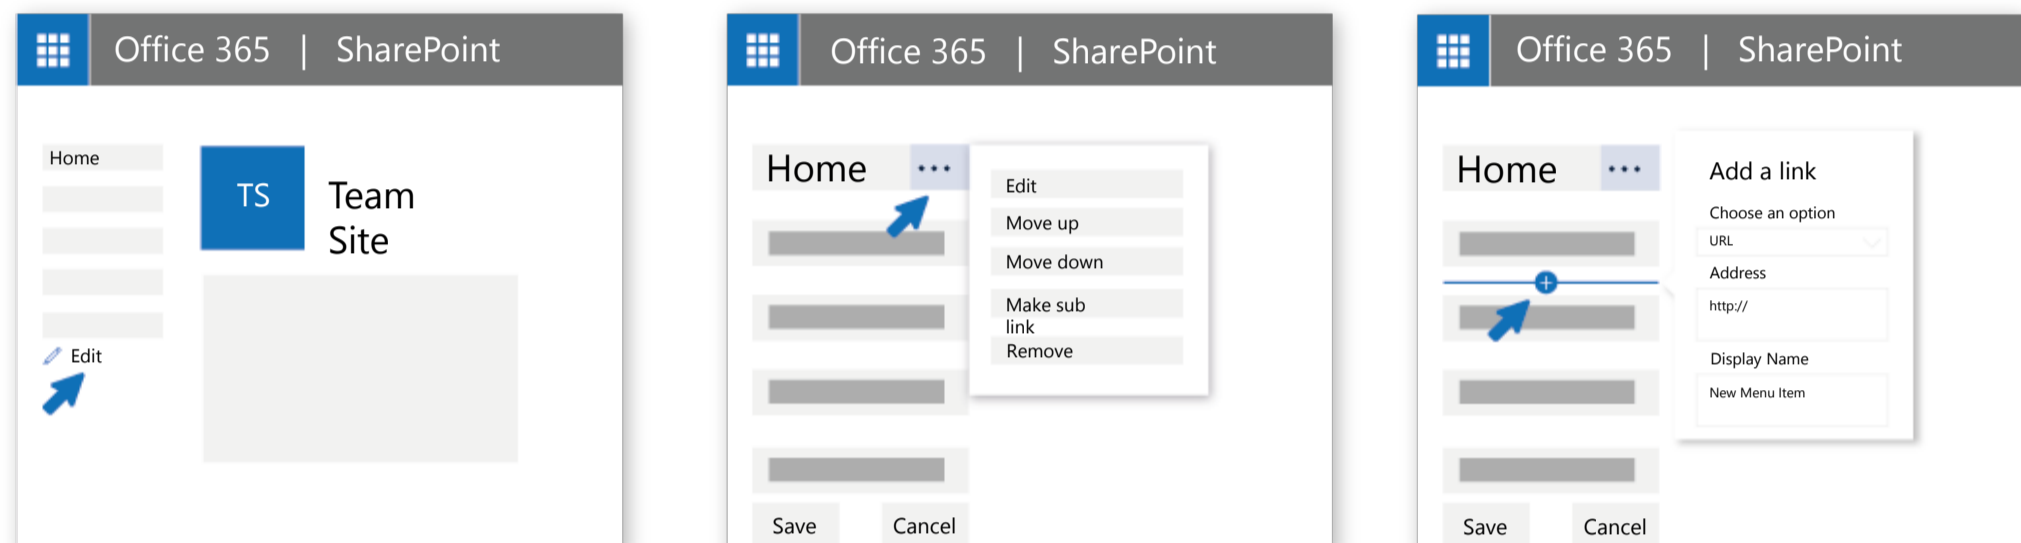 Office 365 | SharePoint
Home
TS
Team
Site
Edit
Office 365 | SharePoint
Home ...
Edit
Move up
Move down
Make sub
link
Remove
Save Cancel
Office 365 | SharePoint
Home ...
Add a link
Choose an option
URL
Address
http://
Display Name
New Menu Item
Save Cancel